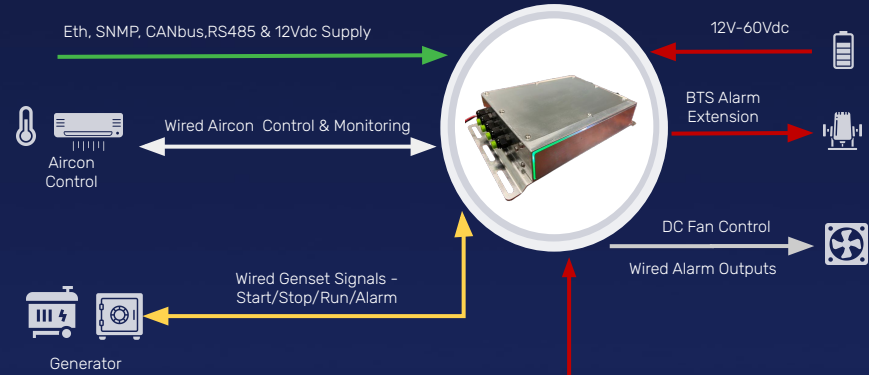 Eth, SNMP, CANbus,RS485 & 12Vdc Supply
12V-60Vdc
BTS Alarm
Extension
Wired Aircon Control & Monitoring
Aircon
Control
DC Fan Control
Wired Alarm Outputs
Wired Genset Signals -
Start/Stop/Run/Alarm
Generator